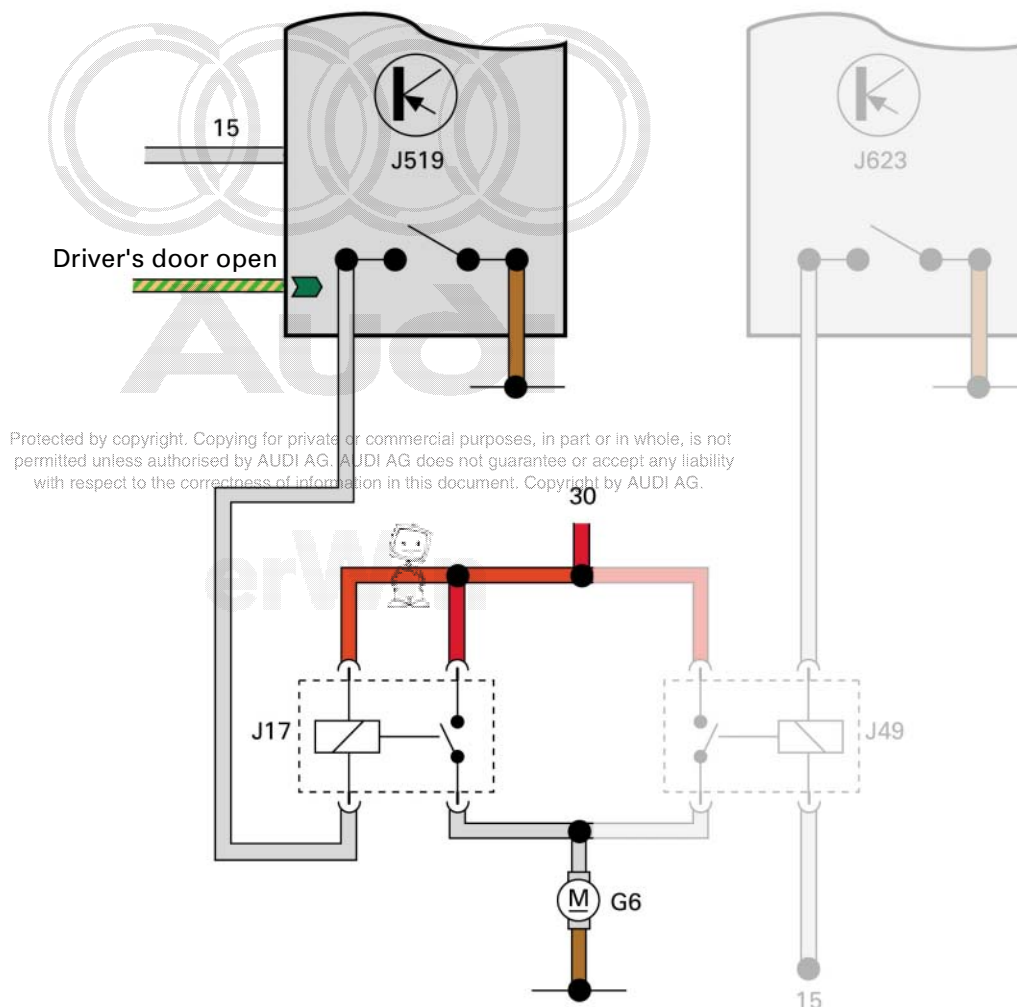 J519
J623
15
Driver's door open
Audi
Protected by copyright. Copying for private or commercial purposes, in part or in whole, is not
permitted unless authorised by AUDI AG. AUDI AG does not guarantee or accept any liability
with respect to the correctness of information in this document. Copyright by AUDI AG.
30
erWin
J17
J49
M
G6
15